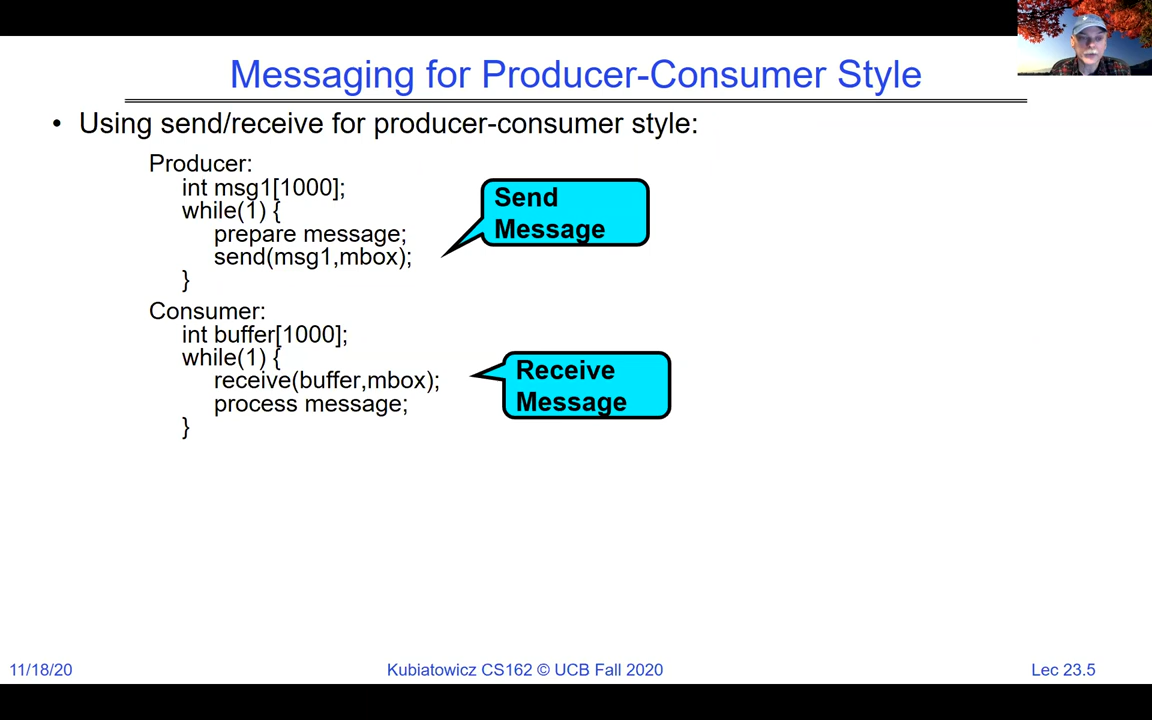 Messaging for Producer-Consumer Style
• Using send/receive for producer-consumer style:
Producer:
int msg1[1000];
while(1) {
prepare message;
send(msg1,mbox);
}
Send
Message
Consumer:
int buffer[1000];
while(1) {
receive(buffer,mbox);
process message;
}
Receive
Message
11/18/20
Kubiatowicz CS162 © UCB Fall 2020
Lec 23.5